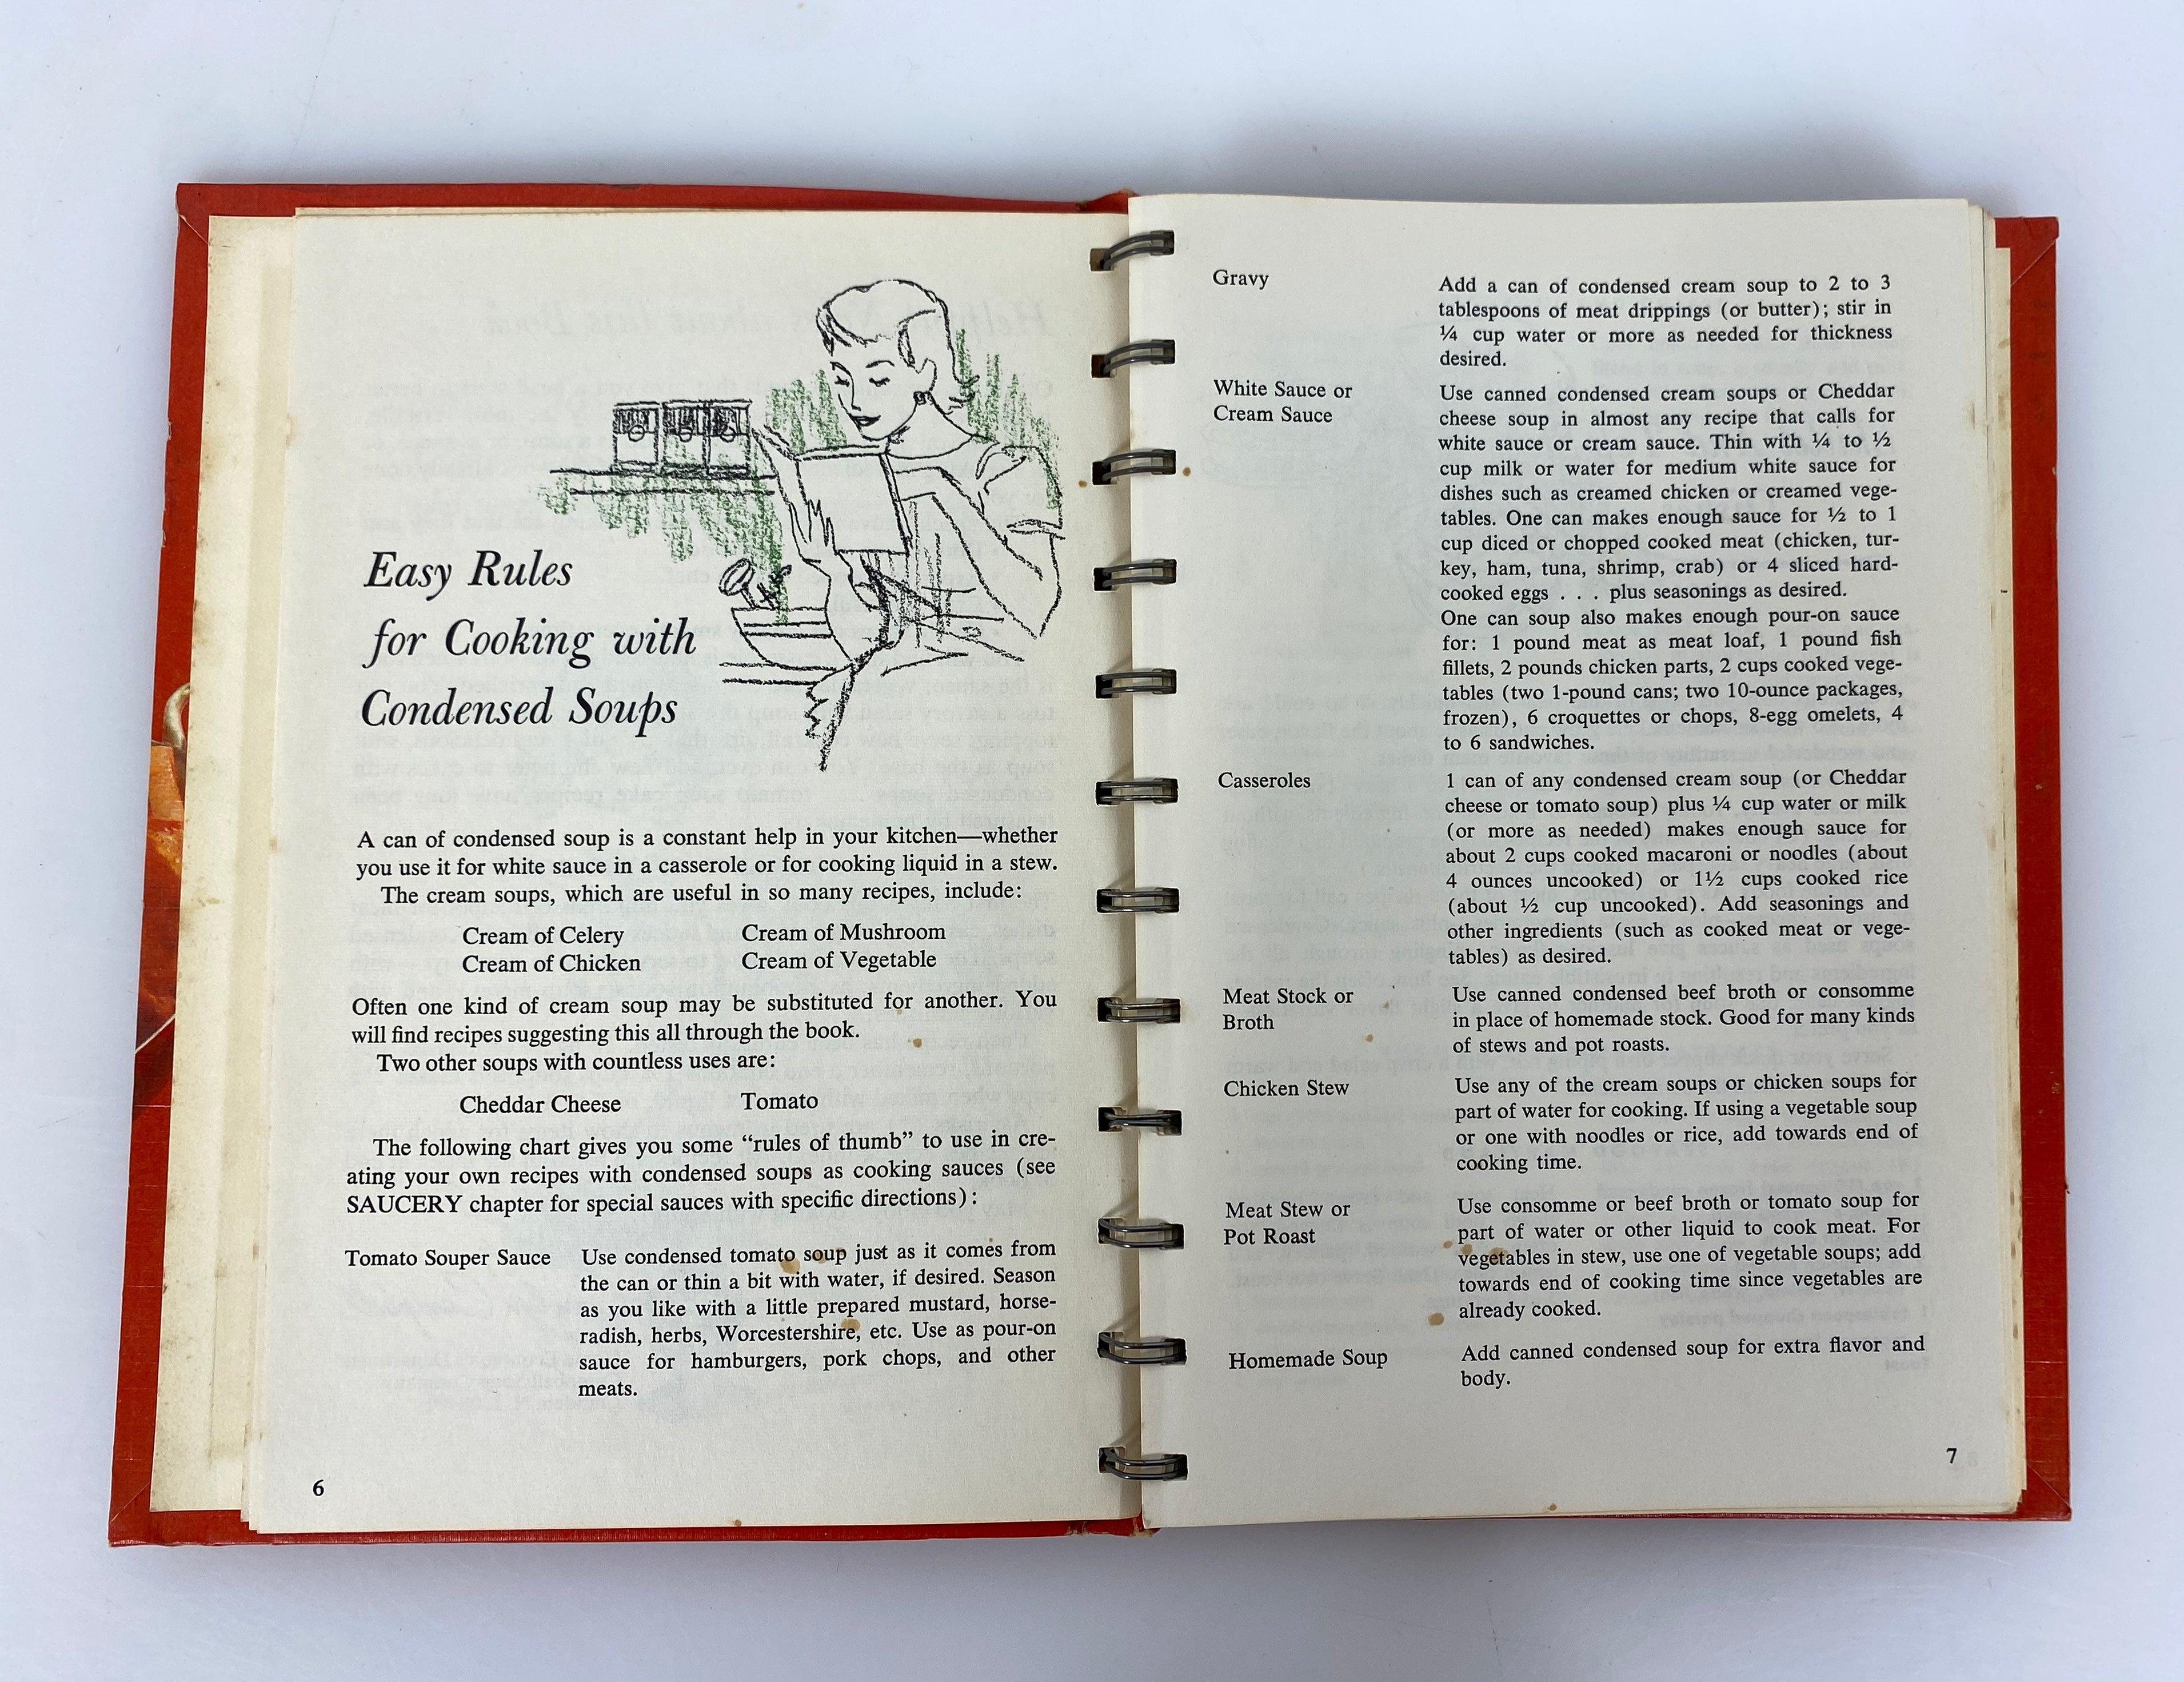 Easy Rules
for Cooking with
Condensed Soups
A can of condensed soup is a constant help in your kitchen—whether
you use it for white sauce in a casserole or for cooking liquid in a stew.
The cream soups, which are useful in so many recipes, include:
Cream of Celery Cream of Mushroom
Cream of Chicken Cream of Vegetable
Often one kind of cream soup may be substituted for another. You
will find recipes suggesting this all through the book.
Two other soups with countless uses are:
Cheddar Cheese Tomato
The following chart gives you some “rules of thumb” to use in cre-
ating your own recipes with condensed soups as cooking sauces (see
SAUCERY chapter for special sauces with specific directions):
Tomato Souper Sauce Use condensed tomato soup just as it comes from
the can or thin a bit with water, if desired. Season
as you like with a little prepared mustard, horse-
radish, herbs, Worcestershire, etc. Use as pour-on
sauce for hamburgers, pork chops, and other
meats.
6
Gravy Add a can of condensed cream soup to 2 to 3
tablespoons of meat drippings (or butter); stir in
¼ cup water or more as needed for thickness
desired.
White Sauce or Use canned condensed cream soups or Cheddar
Cream Sauce cheese soup in almost any recipe that calls for
white sauce or cream sauce. Thin with ¼ to ½
cup milk or water for medium white sauce for
dishes such as creamed chicken or creamed vege-
tables. One can makes enough sauce for ½ to 1
cup diced or chopped cooked meat (chicken, tur-
key, ham, tuna, shrimp, crab) or 4 sliced hard-
cooked eggs . . . plus seasonings as desired.
One can soup also makes enough pour-on sauce
for: 1 pound meat as meat loaf, 1 pound fish
fillets, 2 pounds chicken parts, 2 cups cooked vege-
tables (two 1-pound cans; two 10-ounce packages,
frozen), 6 croquettes or chops, 8-egg omelets, 4
to 6 sandwiches.
Casseroles 1 can of any condensed cream soup (or Cheddar
cheese or tomato soup) plus ¼ cup water or milk
(or more as needed) makes enough sauce for
about 2 cups cooked macaroni or noodles (about
4 ounces uncooked) or 1½ cups cooked rice
(about ½ cup uncooked). Add seasonings and
other ingredients (such as cooked meat or vege-
tables) as desired.
Meat Stock or Use canned condensed beef broth or consomme
Broth in place of homemade stock. Good for many kinds
of stews and pot roasts.
Chicken Stew Use any of the cream soups or chicken soups for
part of water for cooking. If using a vegetable soup
or one with noodles or rice, add towards end of
cooking time.
Meat Stew or Use consomme or beef broth or tomato soup for
Pot Roast part of water or other liquid to cook meat. For
vegetables in stew, use one of vegetable soups; add
towards end of cooking time since vegetables are
already cooked.
Homemade Soup Add canned condensed soup for extra flavor and
body.
7